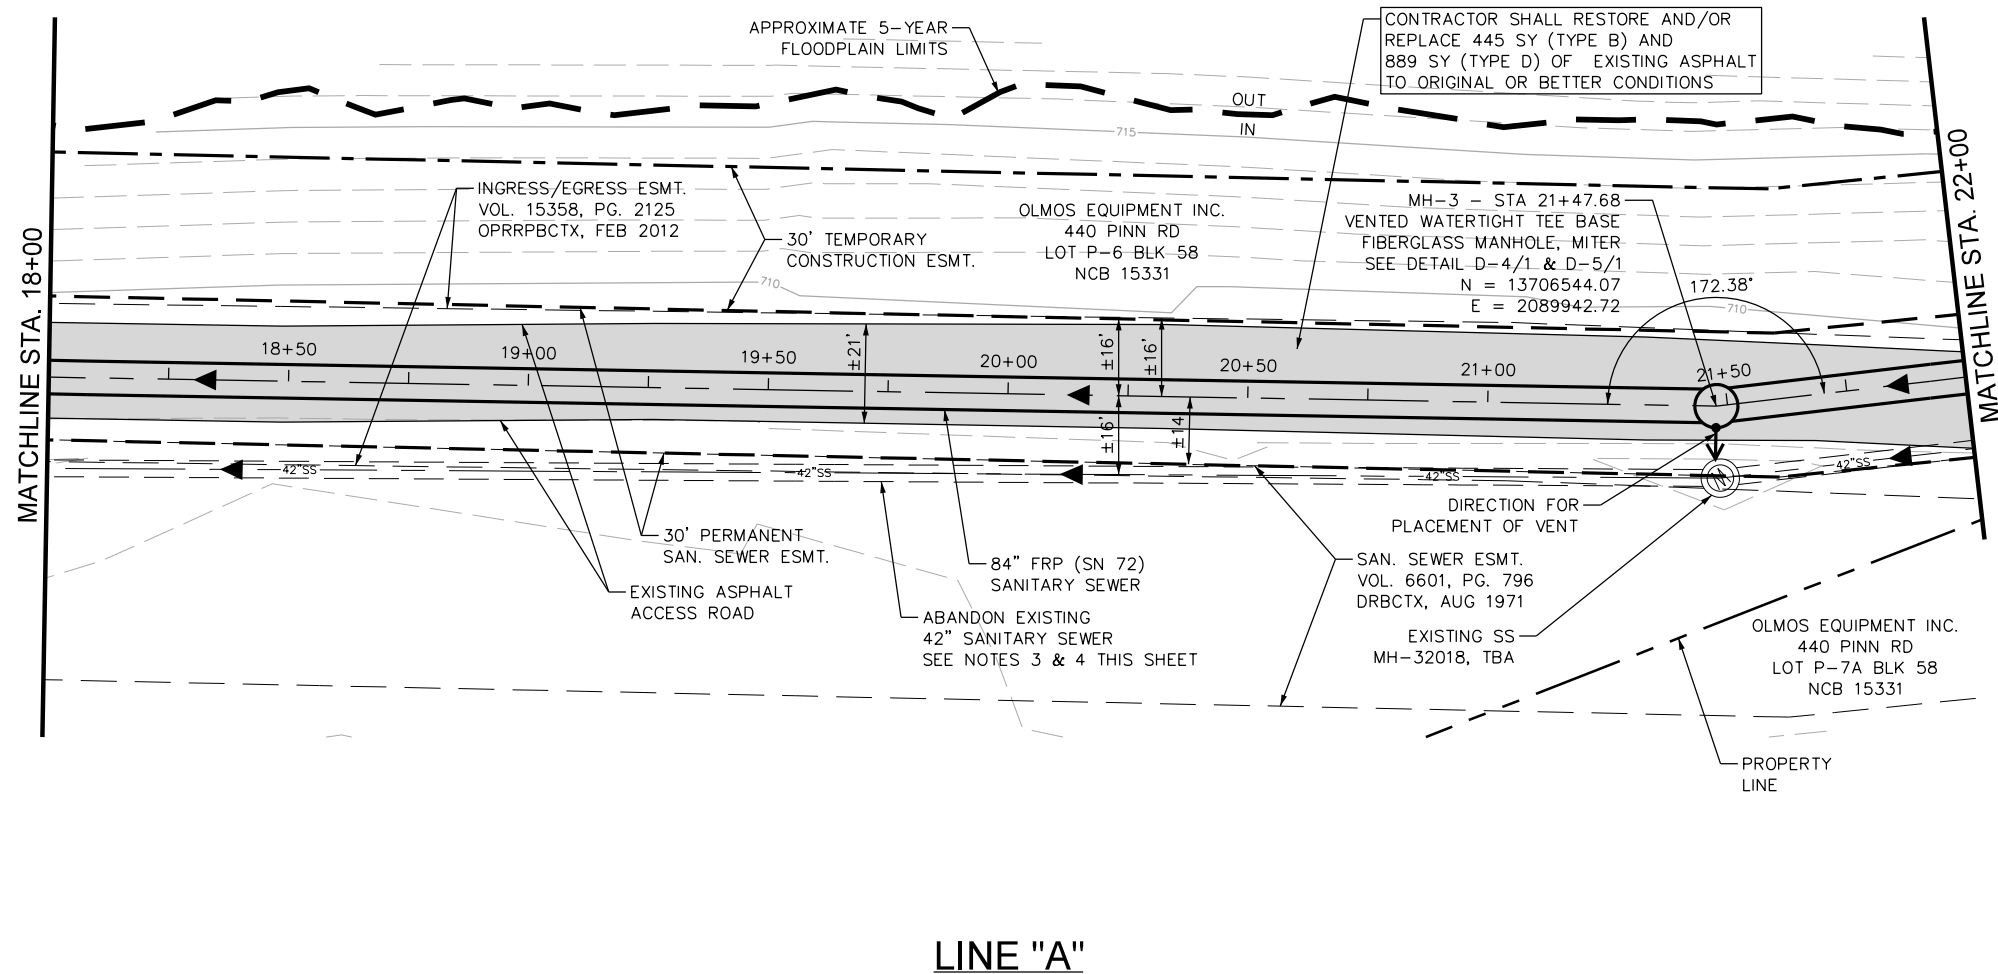 APPROXIMATE 5-YEAR
FLOODPLAIN LIMITS
CONTRACTOR SHALL RESTORE AND/OR
REPLACE 445 SY (TYPE B) AND
889 SY (TYPE D) OF EXISTING ASPHALT
TO ORIGINAL OR BETTER CONDITIONS
OUT
IN
715
MATCHLINE STA. 18+00
INGRESS/EGRESS ESMT.
VOL. 15358, PG. 2125
OPRRPBCTX, FEB 2012
30' TEMPORARY
CONSTRUCTION ESMT.
OLMOS EQUIPMENT INC.
440 PINN RD
LOT P-6 BLK 58
NCB 15331
MH-3 - STA 21+47.68
VENTED WATERTIGHT TEE BASE
FIBERGLASS MANHOLE, MITER
SEE DETAIL D-4/1 & D-5/1
N = 13706544.07
E = 2089942.72
172.38°
MATCHLINE STA. 22+00
710
710
18+50
19+00
19+50
20+00
20+50
21+00
21+50
±21'
±16'
±16'
±16'
±14'
42"SS
42"SS
42"SS
42"SS
DIRECTION FOR
PLACEMENT OF VENT
30' PERMANENT
SAN. SEWER ESMT.
EXISTING ASPHALT
ACCESS ROAD
84" FRP (SN 72)
SANITARY SEWER
ABANDON EXISTING
42" SANITARY SEWER
SEE NOTES 3 & 4 THIS SHEET
SAN. SEWER ESMT.
VOL. 6601, PG. 796
DRBCTX, AUG 1971
EXISTING SS
MH-32018, TBA
OLMOS EQUIPMENT INC.
440 PINN RD
LOT P-7A BLK 58
NCB 15331
PROPERTY
LINE
LINE "A"